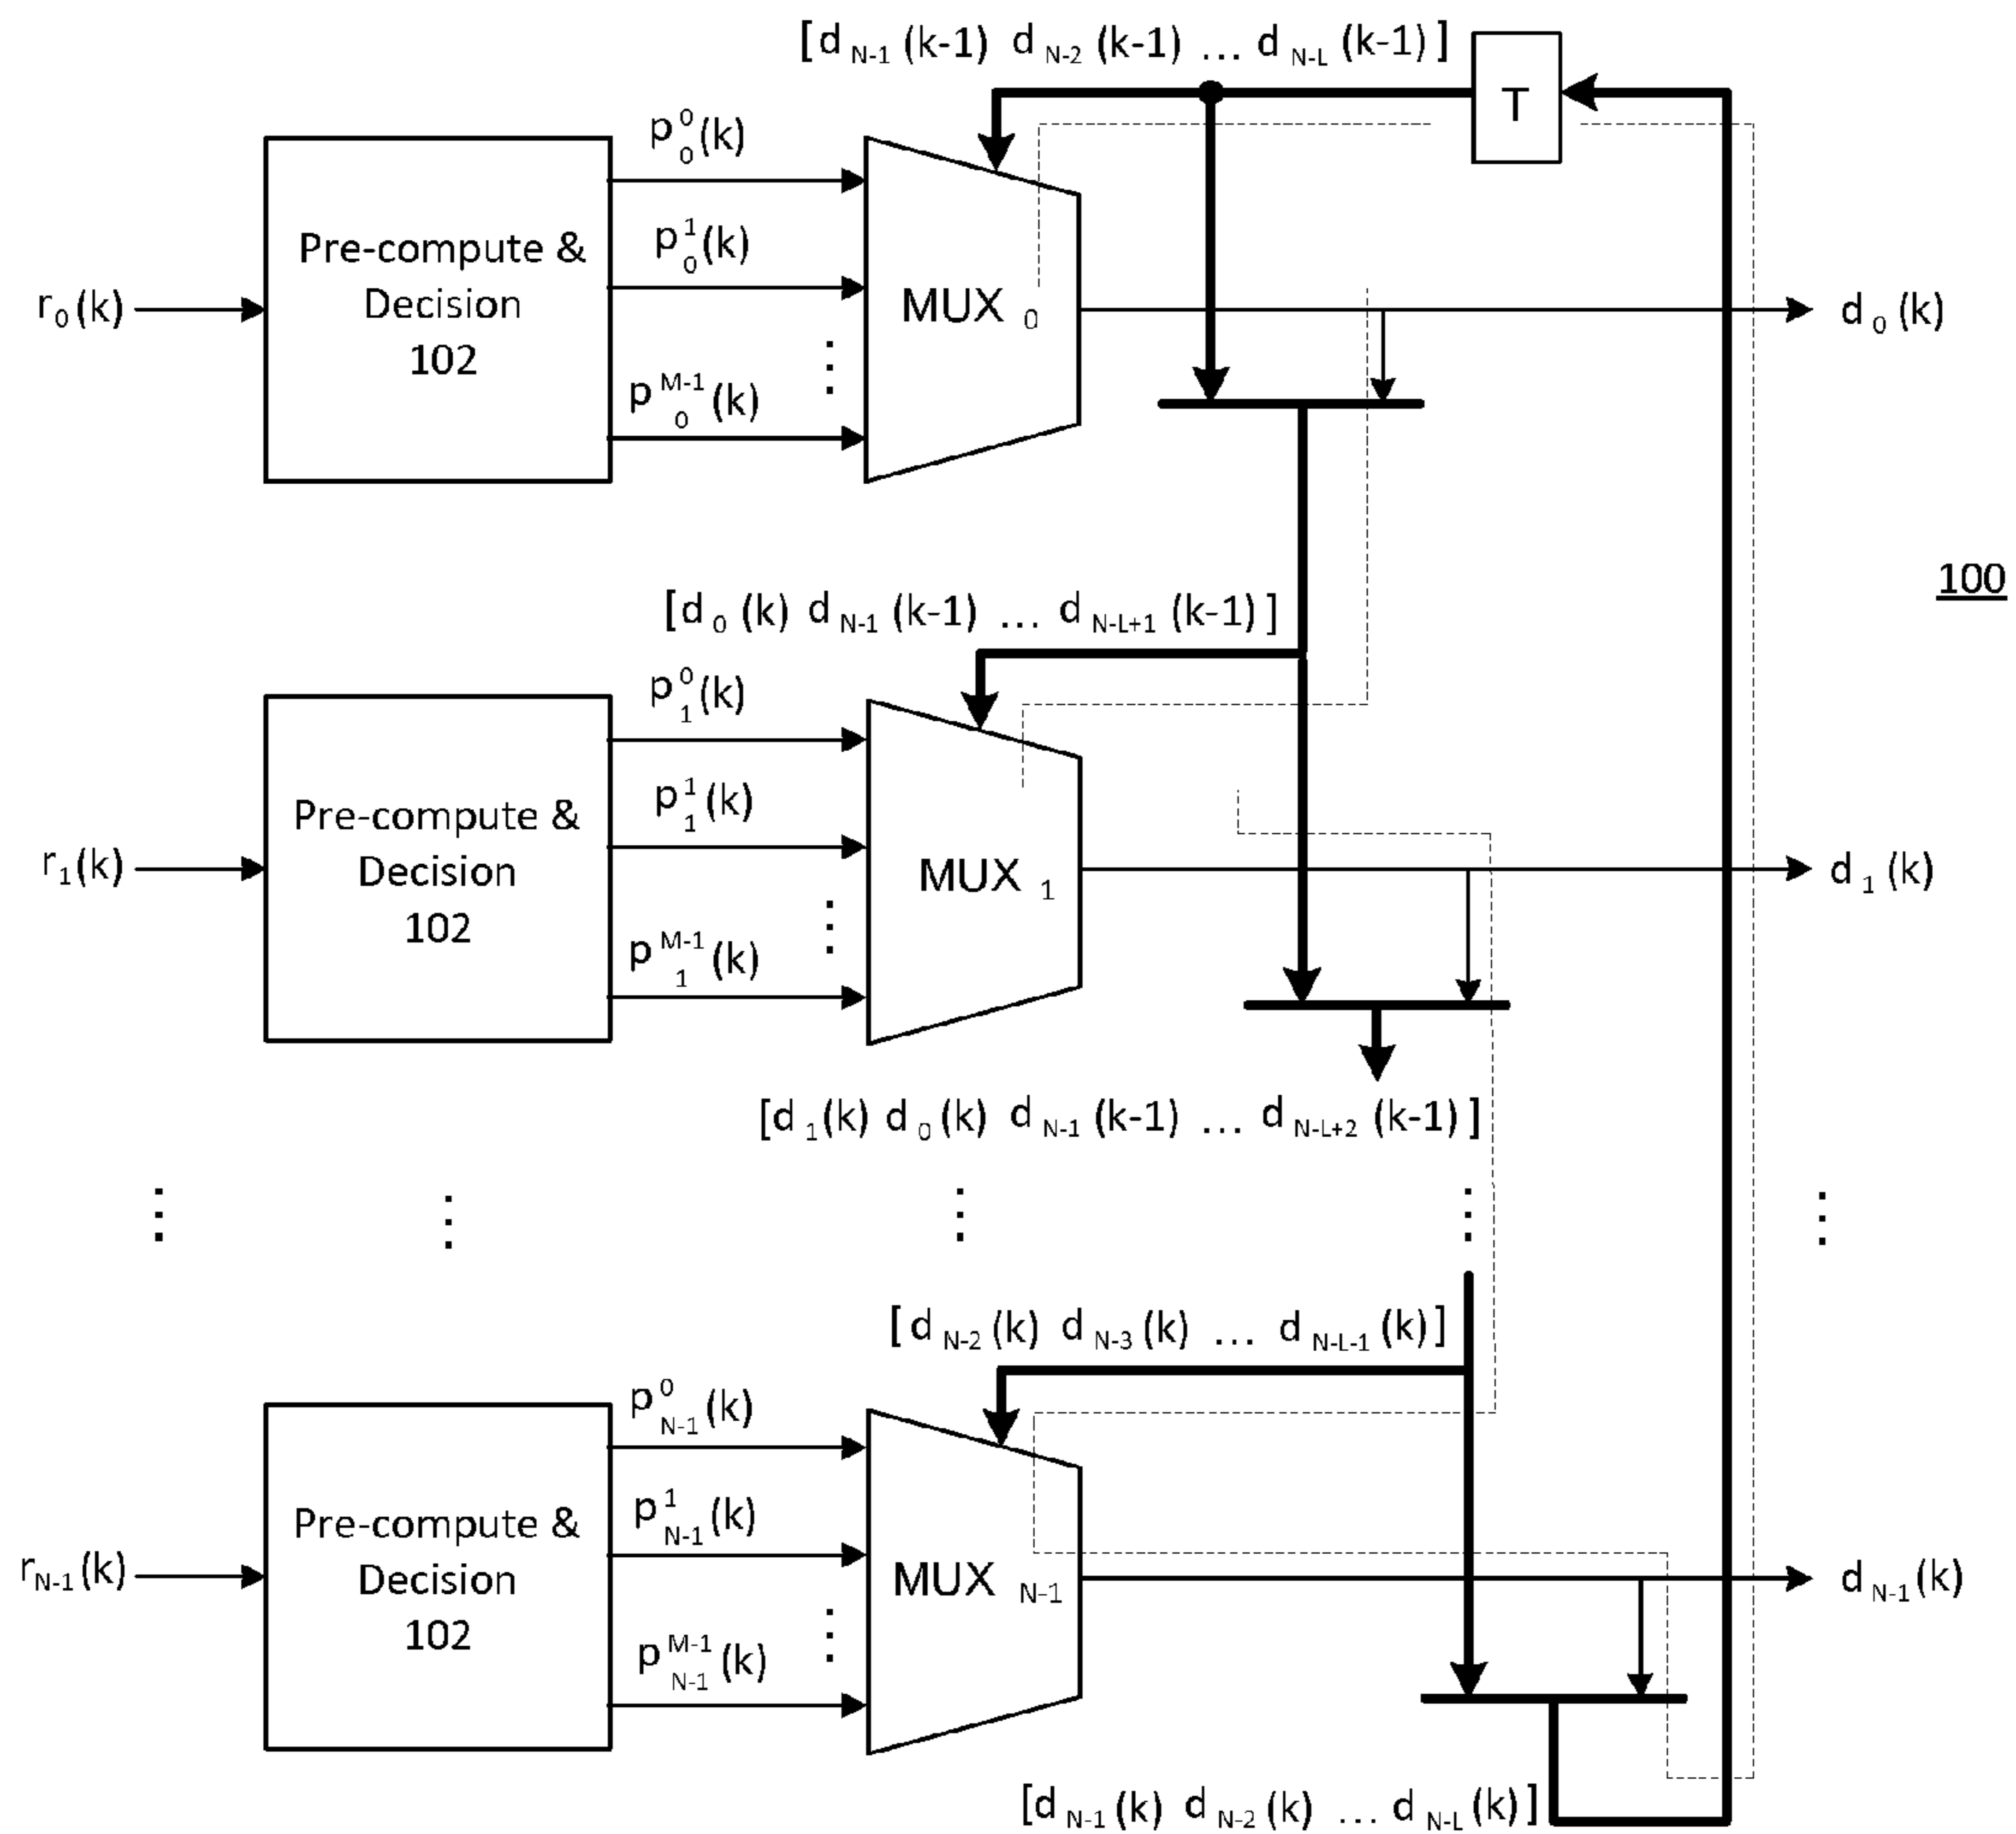 [d N-1 (k-1) d N-2 (k-1) ... d N-L (k-1)]
T
p 0 0 (k)
Pre-compute &
Decision
102
p 1 0 (k)
r 0 (k)
MUX 0
d 0 (k)
p M-1 0 (k)
100
[d 0 (k) d N-1 (k-1) ... d N-L+1 (k-1)]
p 0 1 (k)
Pre-compute &
Decision
102
p 1 1 (k)
r 1 (k)
MUX 1
d 1 (k)
p M-1 1 (k)
[d 1 (k) d 0 (k) d N-1 (k-1) ... d N-L+2 (k-1)]
[d N-2 (k) d N-3 (k) ... d N-L-1 (k)]
p 0 N-1 (k)
Pre-compute &
Decision
102
p 1 N-1 (k)
r N-1 (k)
MUX N-1
d N-1 (k)
p M-1 N-1 (k)
[d N-1 (k) d N-2 (k) ... d N-L (k)]